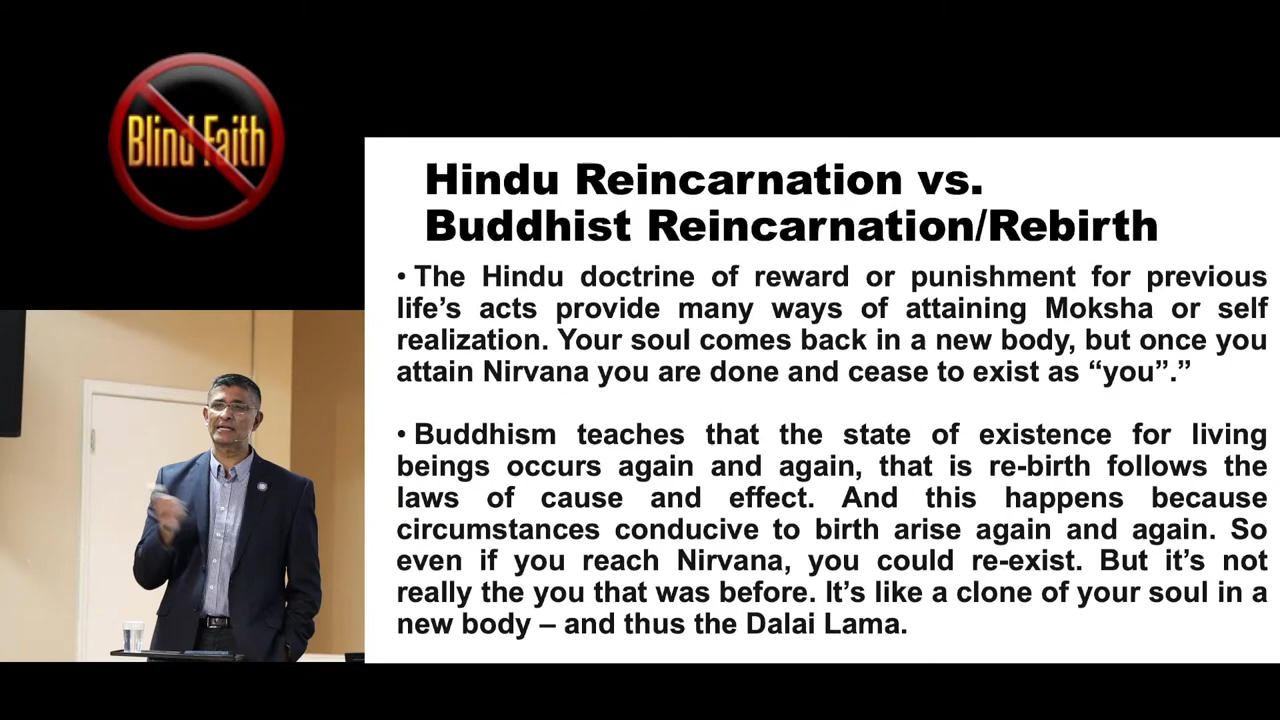 Blind Faith
Hindu Reincarnation vs.
Buddhist Reincarnation/Rebirth
• The Hindu doctrine of reward or punishment for previous
life’s acts provide many ways of attaining Moksha or self
realization. Your soul comes back in a new body, but once you
attain Nirvana you are done and cease to exist as “you”.”
• Buddhism teaches that the state of existence for living
beings occurs again and again, that is re-birth follows the
laws of cause and effect. And this happens because
circumstances conducive to birth arise again and again. So
even if you reach Nirvana, you could re-exist. But it’s not
really the you that was before. It’s like a clone of your soul in a
new body – and thus the Dalai Lama.